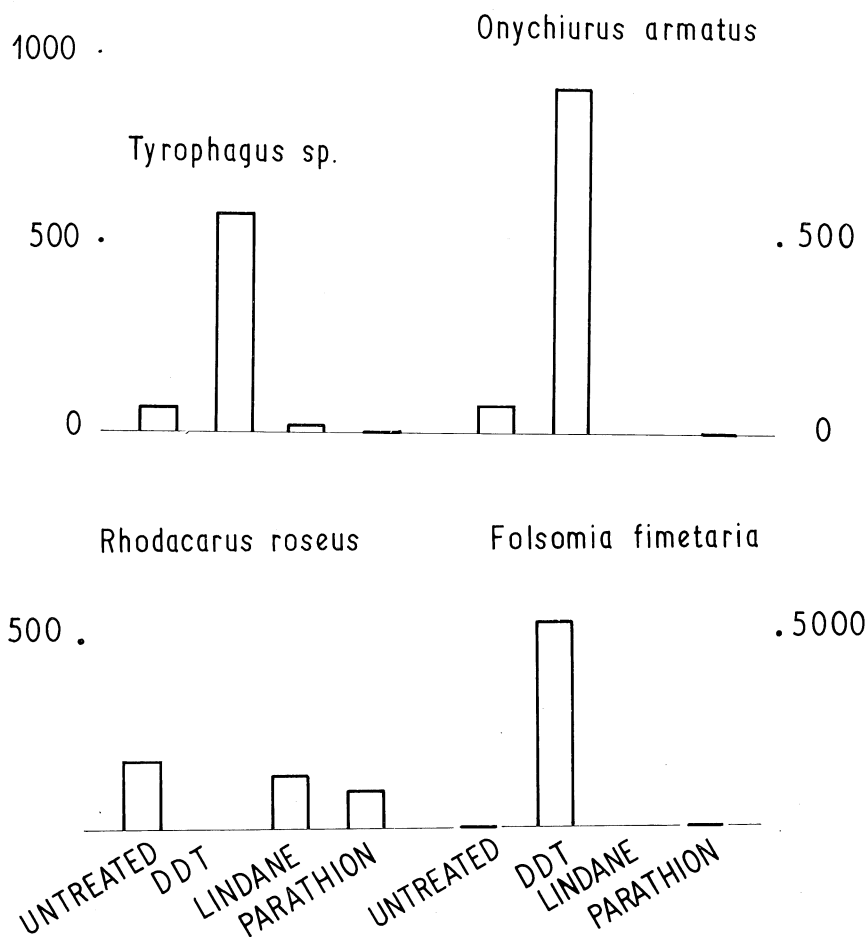 Onychiurus armatus
1000
Tyrophagus sp.
500
500
0
0
Rhodacarus roseus
Folsomia fimetaria
500
5000
UNTREATED
DDT
LINDANE
PARATHION
UNTREATED
DDT
LINDANE
PARATHION